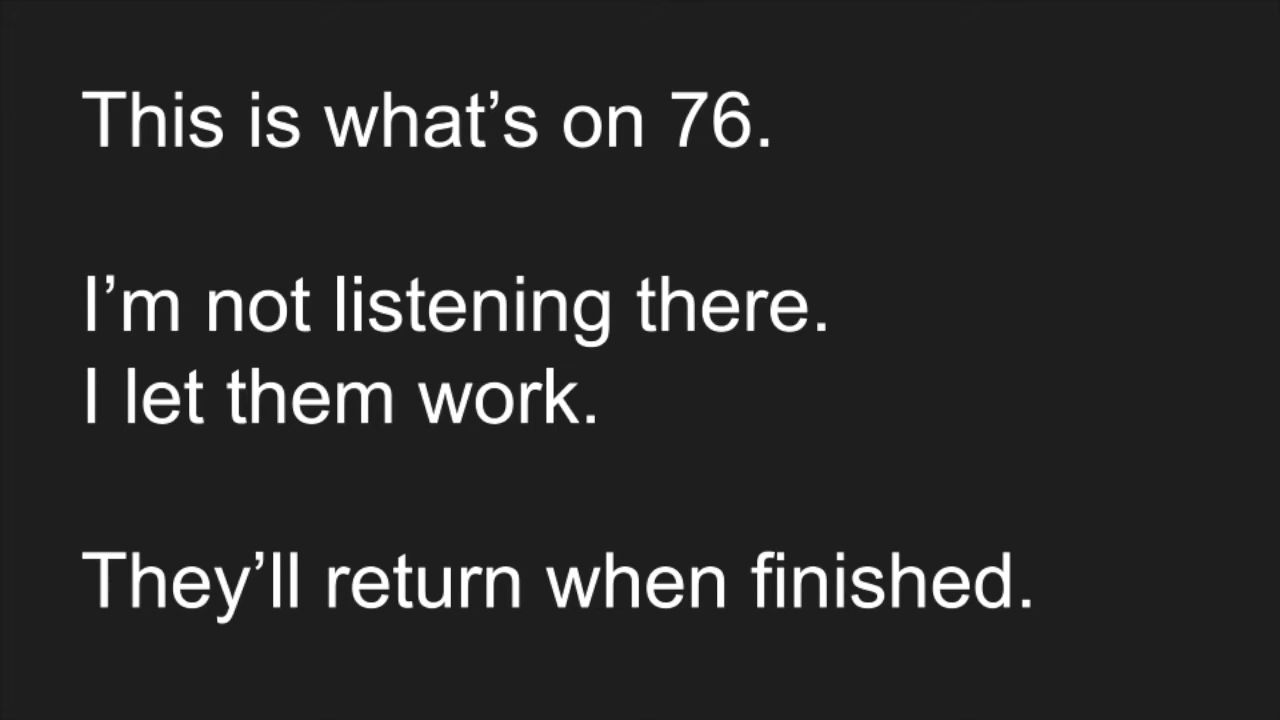 This is what’s on 76.
I’m not listening there.
I let them work.
They’ll return when finished.